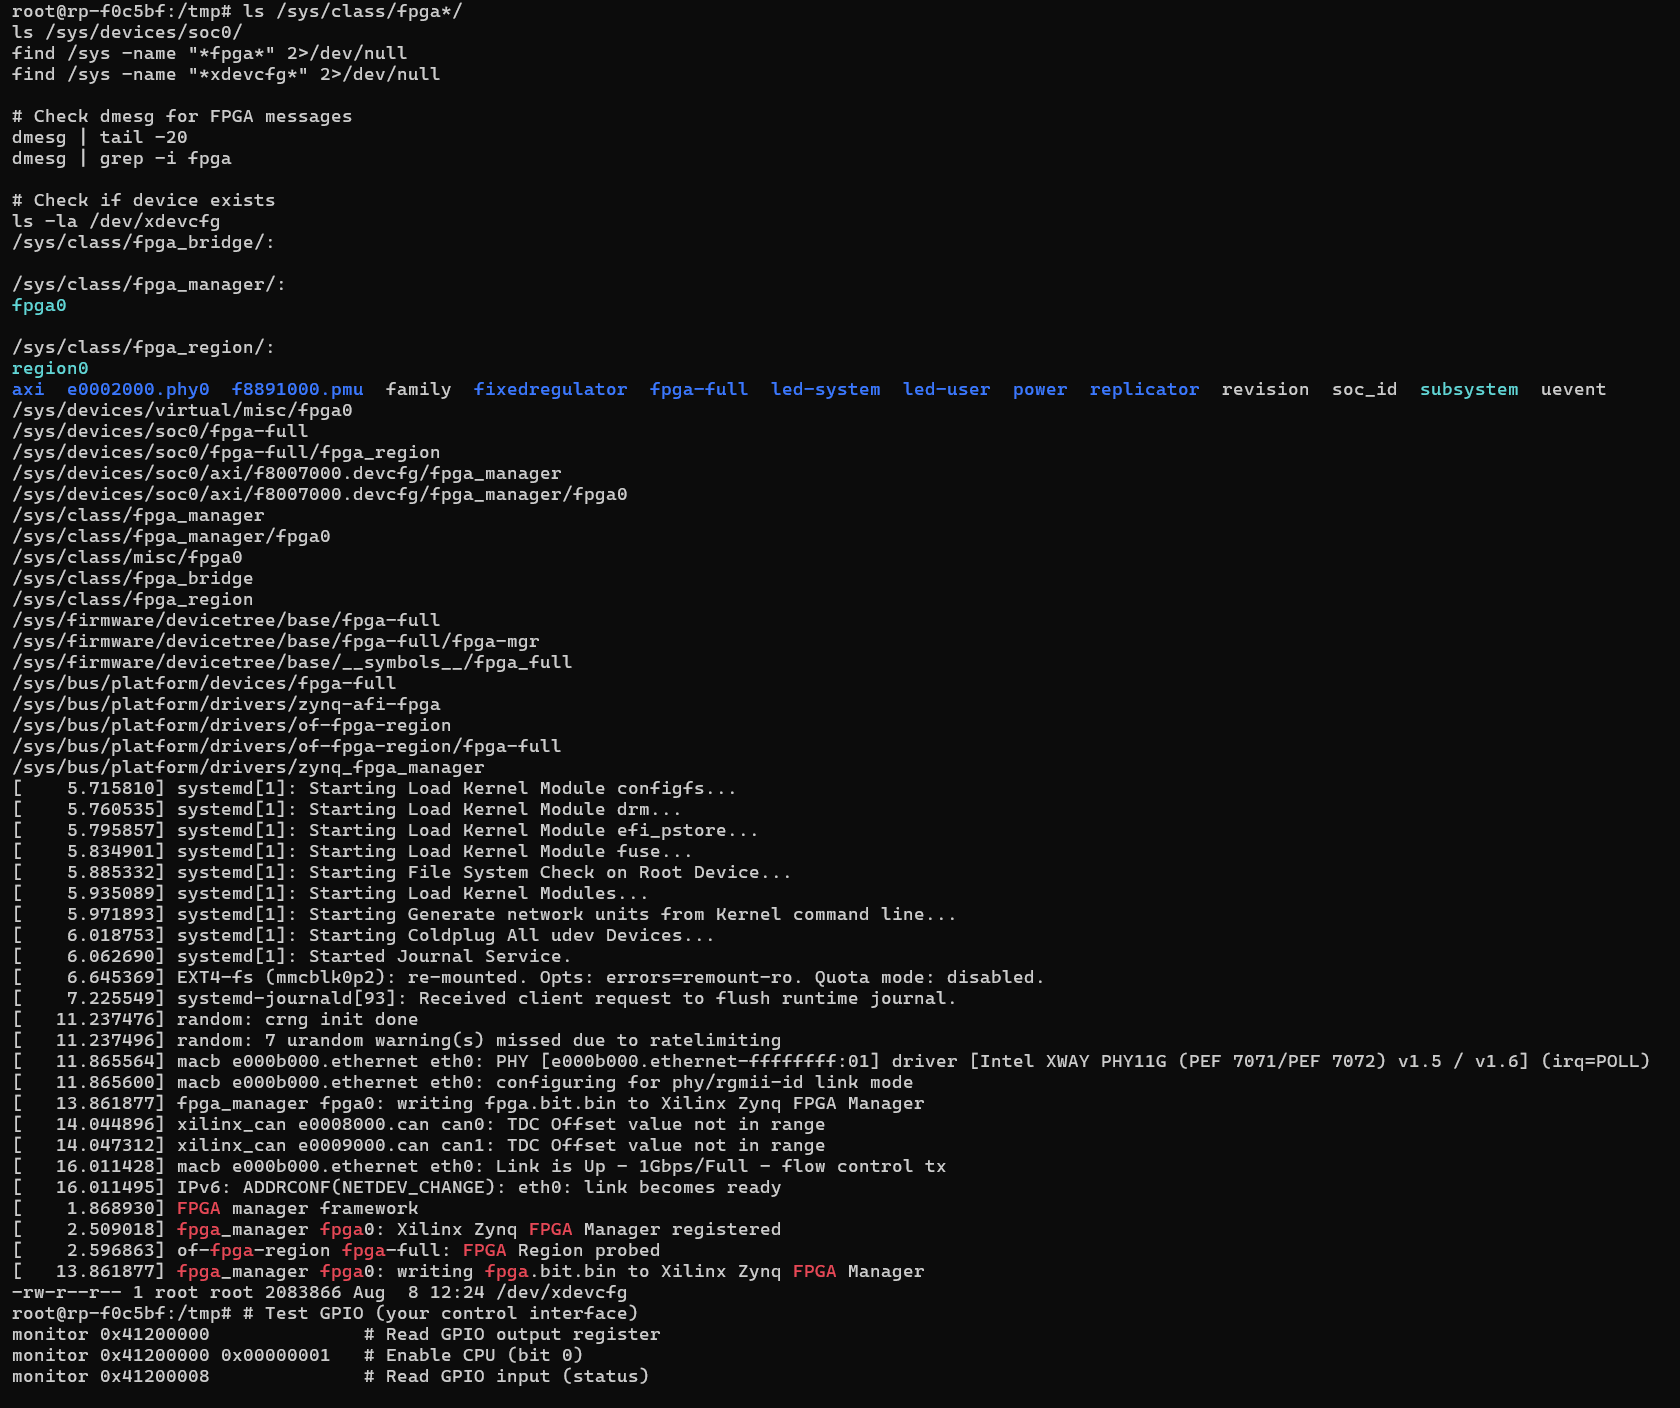 root@rp-f0c5bf:/tmp# ls /sys/class/fpga*/
ls /sys/devices/soc0/
find /sys -name "*fpga*" 2>/dev/null
find /sys -name "*xdevcfg*" 2>/dev/null

# Check dmesg for FPGA messages
dmesg | tail -20
dmesg | grep -i fpga

# Check if device exists
ls -la /dev/xdevcfg
/sys/class/fpga_bridge/:

/sys/class/fpga_manager/:
fpga0

/sys/class/fpga_region/:
region0
axi  e0002000.phy0  f8891000.pmu  family  fixedregulator  fpga-full  led-system  led-user  power  replicator  revision  soc_id  subsystem  uevent
/sys/devices/virtual/misc/fpga0
/sys/devices/soc0/fpga-full
/sys/devices/soc0/fpga-full/fpga_region
/sys/devices/soc0/axi/f8007000.devcfg/fpga_manager
/sys/devices/soc0/axi/f8007000.devcfg/fpga_manager/fpga0
/sys/class/fpga_manager
/sys/class/fpga_manager/fpga0
/sys/class/misc/fpga0
/sys/class/fpga_bridge
/sys/class/fpga_region
/sys/firmware/devicetree/base/fpga-full
/sys/firmware/devicetree/base/fpga-full/fpga-mgr
/sys/firmware/devicetree/base/__symbols__/fpga_full
/sys/bus/platform/devices/fpga-full
/sys/bus/platform/drivers/zynq-afi-fpga
/sys/bus/platform/drivers/of-fpga-region
/sys/bus/platform/drivers/of-fpga-region/fpga-full
/sys/bus/platform/drivers/zynq_fpga_manager
[    5.715810] systemd[1]: Starting Load Kernel Module configfs...
[    5.760535] systemd[1]: Starting Load Kernel Module drm...
[    5.795857] systemd[1]: Starting Load Kernel Module efi_pstore...
[    5.834901] systemd[1]: Starting Load Kernel Module fuse...
[    5.885332] systemd[1]: Starting File System Check on Root Device...
[    5.935089] systemd[1]: Starting Load Kernel Modules...
[    5.971893] systemd[1]: Starting Generate network units from Kernel command line...
[    6.018753] systemd[1]: Starting Coldplug All udev Devices...
[    6.062690] systemd[1]: Started Journal Service.
[    6.645369] EXT4-fs (mmcblk0p2): re-mounted. Opts: errors=remount-ro. Quota mode: disabled.
[    7.225549] systemd-journald[93]: Received client request to flush runtime journal.
[   11.237476] random: crng init done
[   11.237496] random: 7 urandom warning(s) missed due to ratelimiting
[   11.865564] macb e000b000.ethernet eth0: PHY [e000b000.ethernet-ffffffff:01] driver [Intel XWAY PHY11G (PEF 7071/PEF 7072) v1.5 / v1.6] (irq=POLL)
[   11.865600] macb e000b000.ethernet eth0: configuring for phy/rgmii-id link mode
[   13.861877] fpga_manager fpga0: writing fpga.bit.bin to Xilinx Zynq FPGA Manager
[   14.044896] xilinx_can e0008000.can can0: TDC Offset value not in range
[   14.047312] xilinx_can e0009000.can can1: TDC Offset value not in range
[   16.011428] macb e000b000.ethernet eth0: Link is Up - 1Gbps/Full - flow control tx
[   16.011495] IPv6: ADDRCONF(NETDEV_CHANGE): eth0: link becomes ready
[    1.868930] FPGA manager framework
[    2.509018] fpga_manager fpga0: Xilinx Zynq FPGA Manager registered
[    2.596863] of-fpga-region fpga-full: FPGA Region probed
[   13.861877] fpga_manager fpga0: writing fpga.bit.bin to Xilinx Zynq FPGA Manager
-rw-r--r-- 1 root root 2083866 Aug  8 12:24 /dev/xdevcfg
root@rp-f0c5bf:/tmp# # Test GPIO (your control interface)
monitor 0x41200000              # Read GPIO output register
monitor 0x41200000 0x00000001   # Enable CPU (bit 0)
monitor 0x41200008              # Read GPIO input (status)